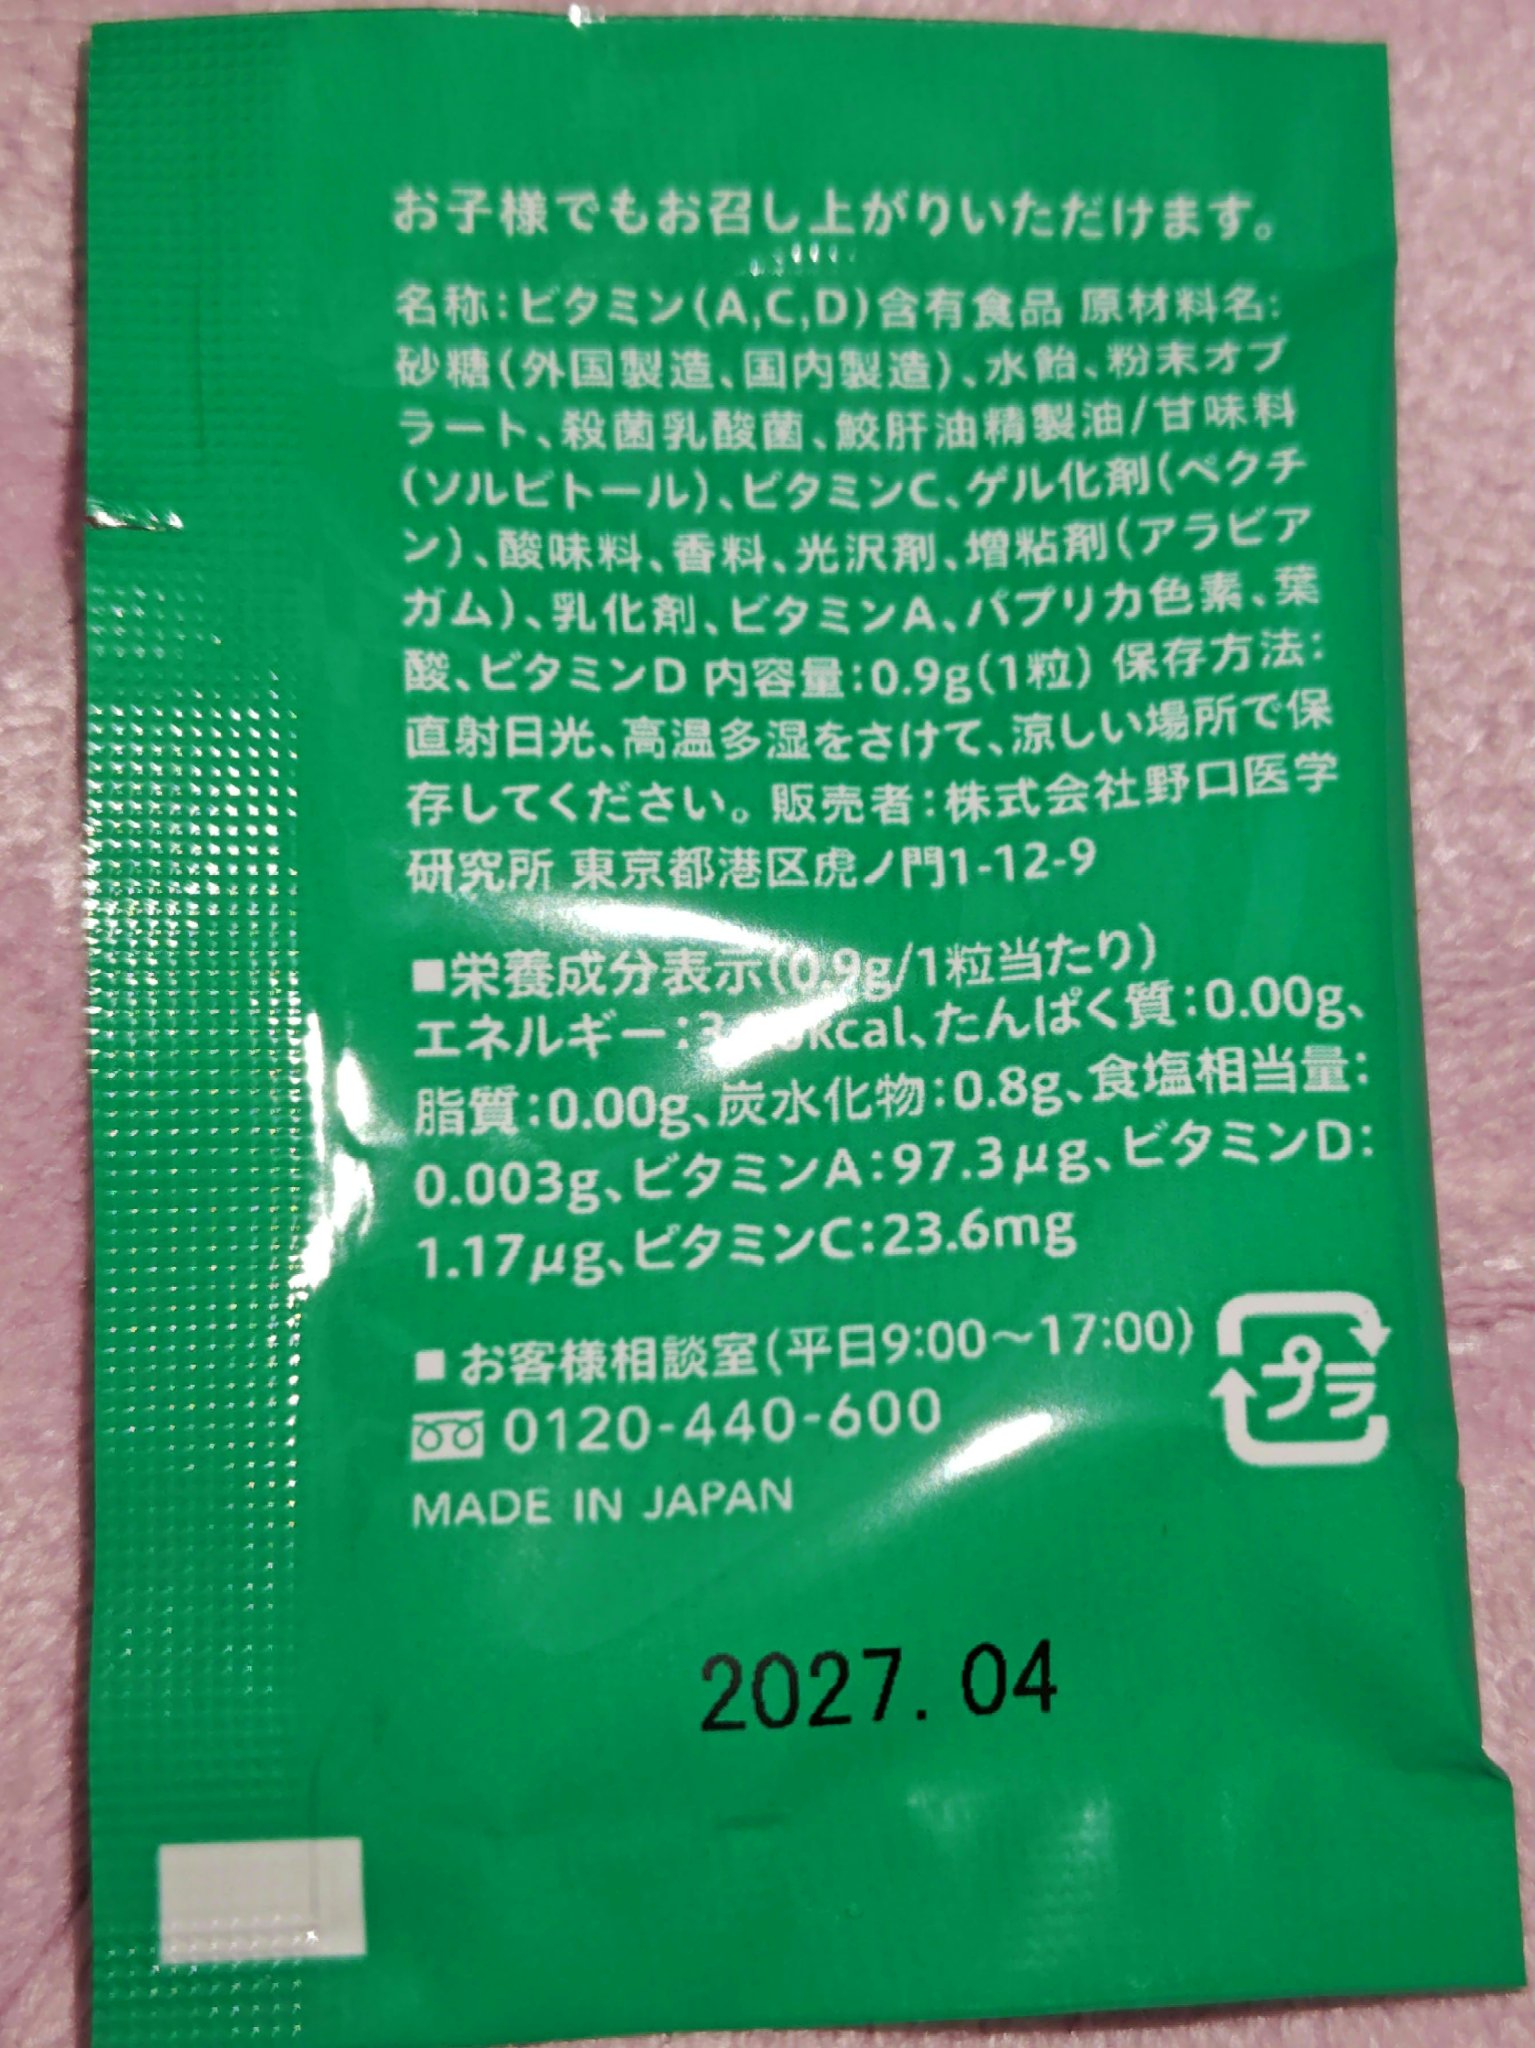 お子様でもお召し上がりいただけます。
名称：ビタミン(A,C,D)含有食品 原材料名：
砂糖(外国製造、国内製造)、水飴、粉末オブ
ラート、殺菌乳酸菌、鮫肝油精製油/甘味料
(ソルビトール)、ビタミンC、ゲル化剤(ペクチ
ン)、酸味料、香料、光沢剤、増粘剤(アラビア
ガム)、乳化剤、ビタミンA、パプリカ色素、葉
酸、ビタミンD 内容量：0.9g(1粒) 保存方法：
直射日光、高温多湿をさけて、涼しい場所で保
存してください。 販売者：株式会社野口医学
研究所 東京都港区虎ノ門1-12-9
■栄養成分表示(0.9g/1粒当たり)
エネルギー： kcal、たんぱく質：0.00g、
脂質：0.00g、炭水化物：0.8g、食塩相当量：
0.003g、ビタミンA：97.3μg、ビタミンD：
1.17μg、ビタミンC：23.6mg
■お客様相談室(平日9:00〜17:00)
0120-440-600
プラ
MADE IN JAPAN
2027.04